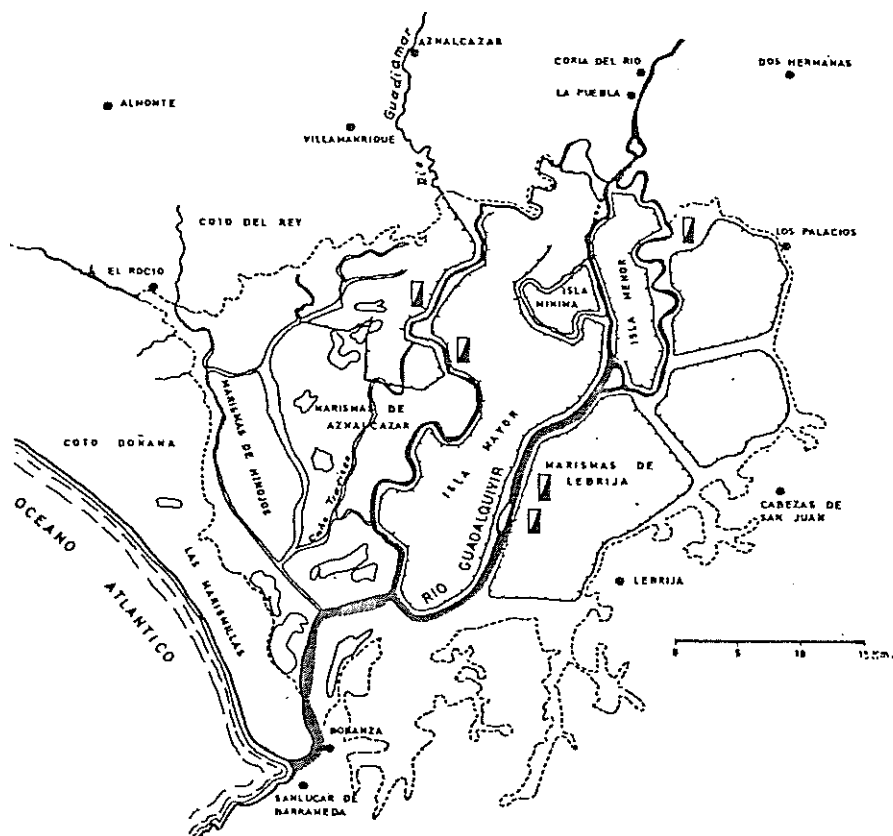 AZNALCAZAR
Guadiamar
Rio
CORIA DEL RIO
LA PUEBLA
DOS HERMANAS
ALMONTE
VILLAMANRIQUE
COTO DEL REY
EL ROCIO
LOS PALACIOS
ISLA
MINIMA
ISLA MENOR
MARISMAS DE
AZNALCAZAR
MARISMAS DE HINOJOS
COTO DOÑANA
ISLA MAYOR
MARISMAS DE
LEBRIJA
RIO GUADALQUIVIR
CABEZAS DE
SAN JUAN
LEBRIJA
OCEANO
ATLANTICO
LAS MARISMILLAS
BONANZA
SANLUCAR DE
BARRAMEDA
0 5 10 15 Km.